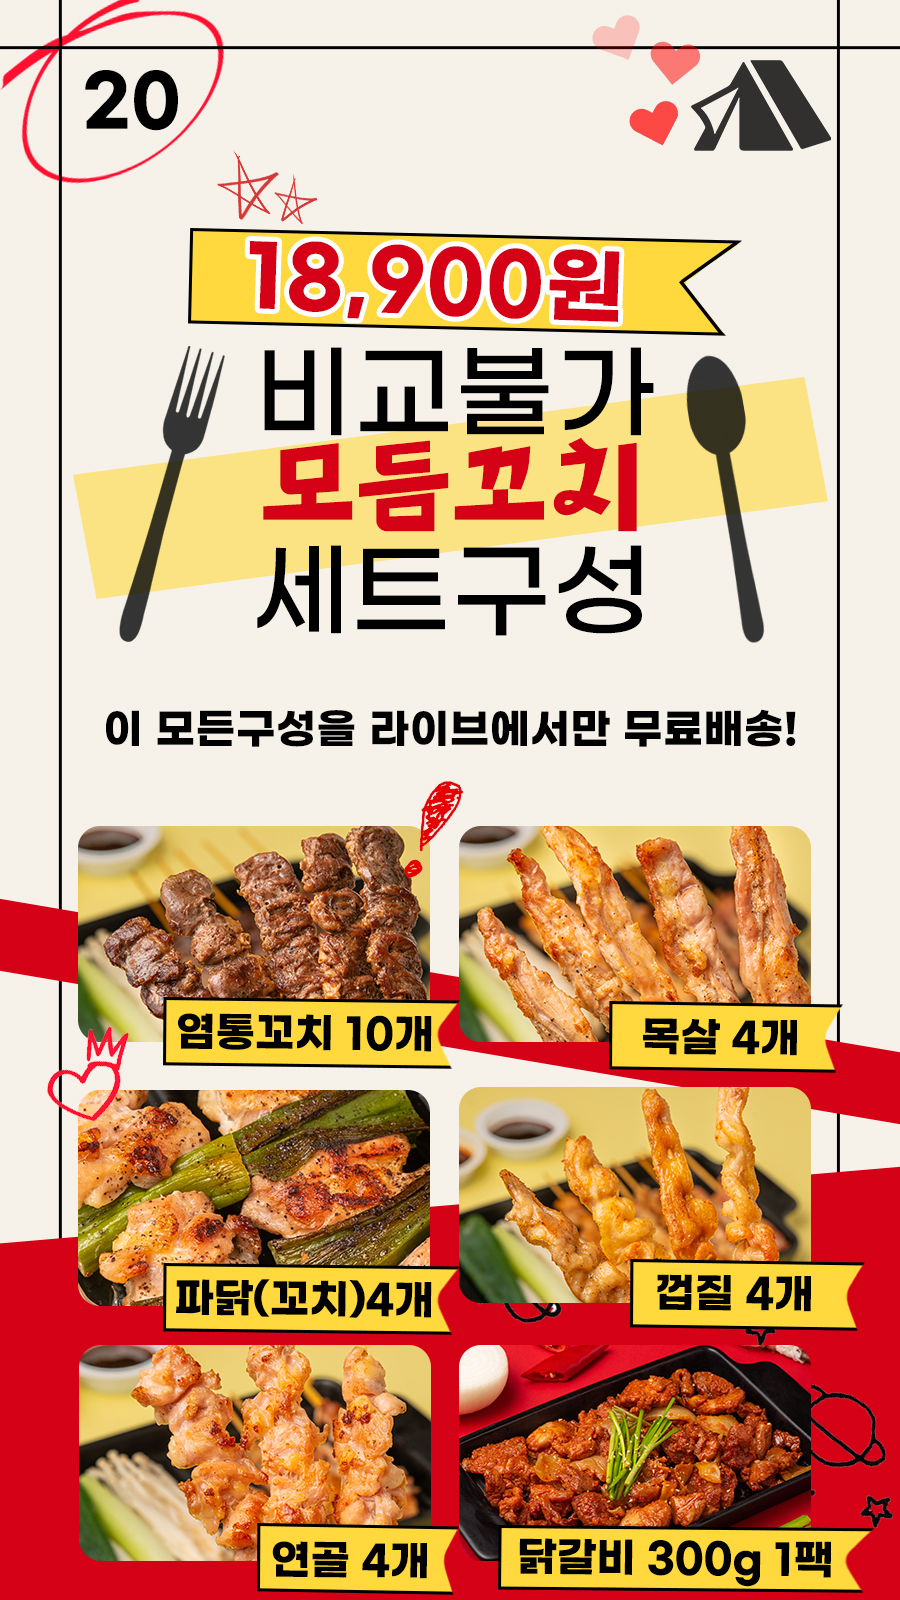 20
18,900원
비교불가
모듬꼬치
세트구성
이 모든구성을 라이브에서만 무료배송!
염통꼬치 10개
목살 4개
파닭(꼬치)4개
껍질 4개
연골 4개
닭갈비 300g 1팩